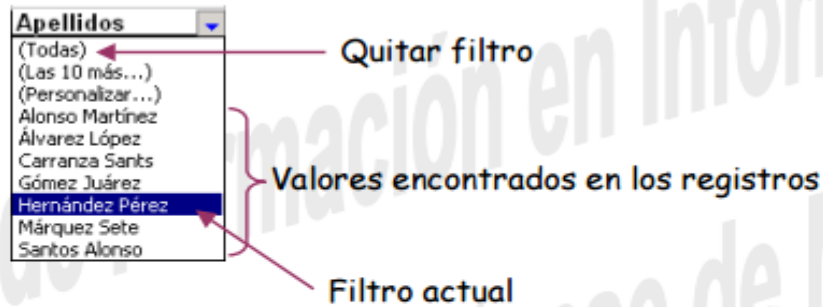 Apellidos
(Todas)
(Las 10 más...)
(Personalizar...)
Alonso Martínez
Álvarez López
Carranza Sants
Gómez Juárez
Hernández Pérez
Márquez Sete
Santos Alonso
Quitar filtro
Valores encontrados en los registros
Filtro actual